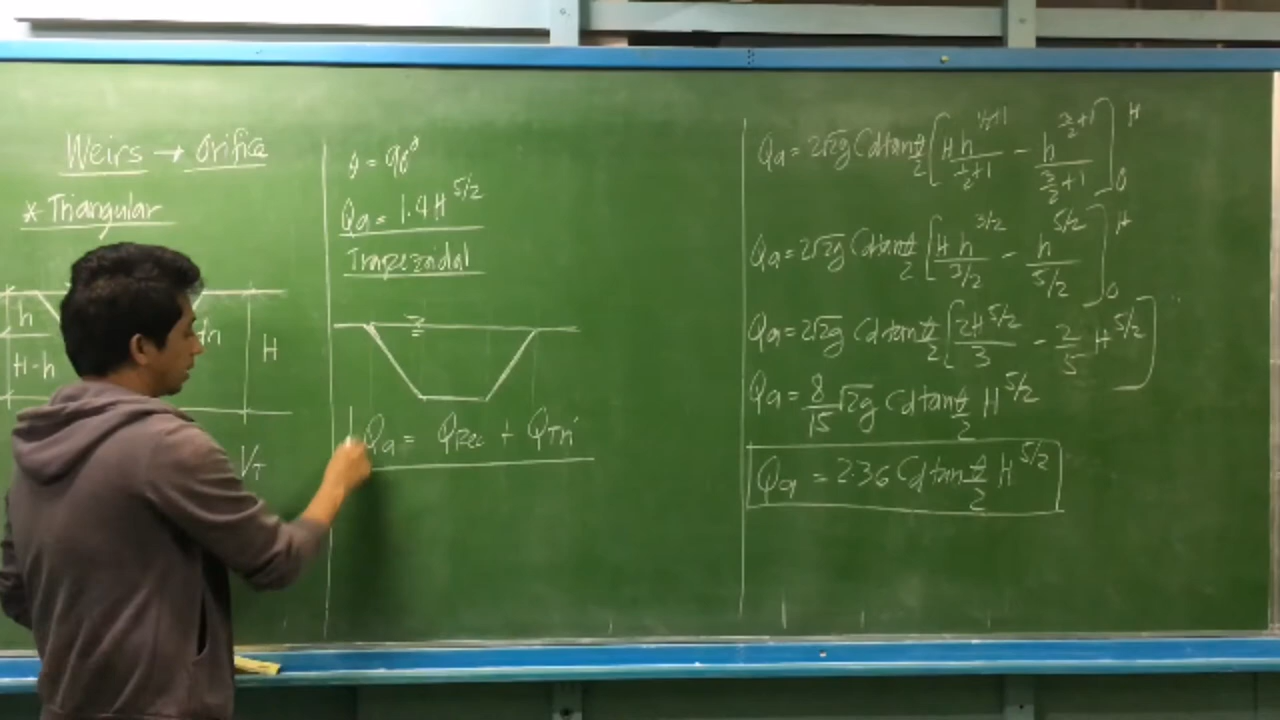 Weirs → Orifice
* Triangular
h
H-h
H
V_T
θ = 90°
Qa = 1.4 H^5/2
Trapezoidal
Qa = QRec + QTri
Qa = 2√2g Cd tan θ/2 [H h^(1/2+1)/(1/2+1) - h^(3/2+1)/(3/2+1)]₀^H
Qa = 2√2g Cd tan θ/2 [H h^3/2/(3/2) - h^5/2/(5/2)]₀^H
Qa = 2√2g Cd tan θ/2 [2H^5/2/3 - 2/5 H^5/2]
Qa = 8/15 √2g Cd tan θ/2 H^5/2
Qa = 2.36 Cd tan θ/2 H^5/2